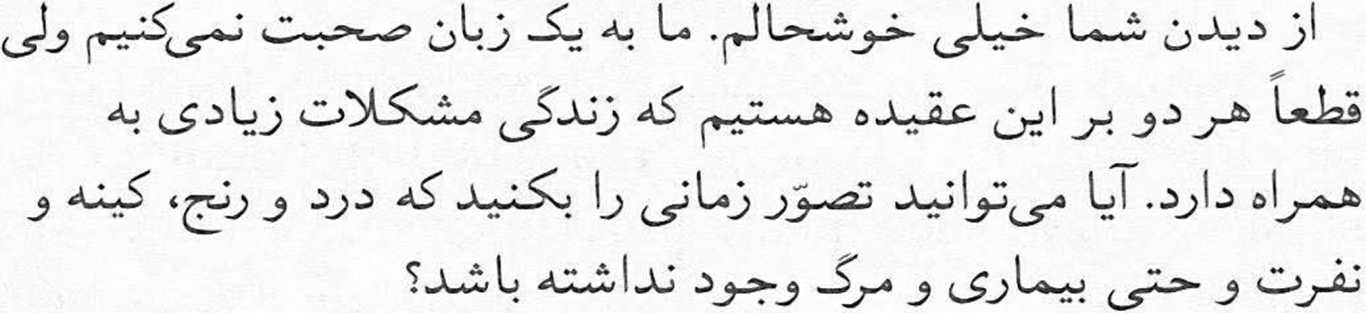 از دیدن شما خیلی خوشحالم. ما به یک زبان صحبت نمی‌کنیم ولی
قطعاً هر دو بر این عقیده هستیم که زندگی مشکلات زیادی به
همراه دارد. آیا می‌توانید تصوّر زمانی را بکنید که درد و رنج، کینه و
نفرت و حتی بیماری و مرگ وجود نداشته باشد؟